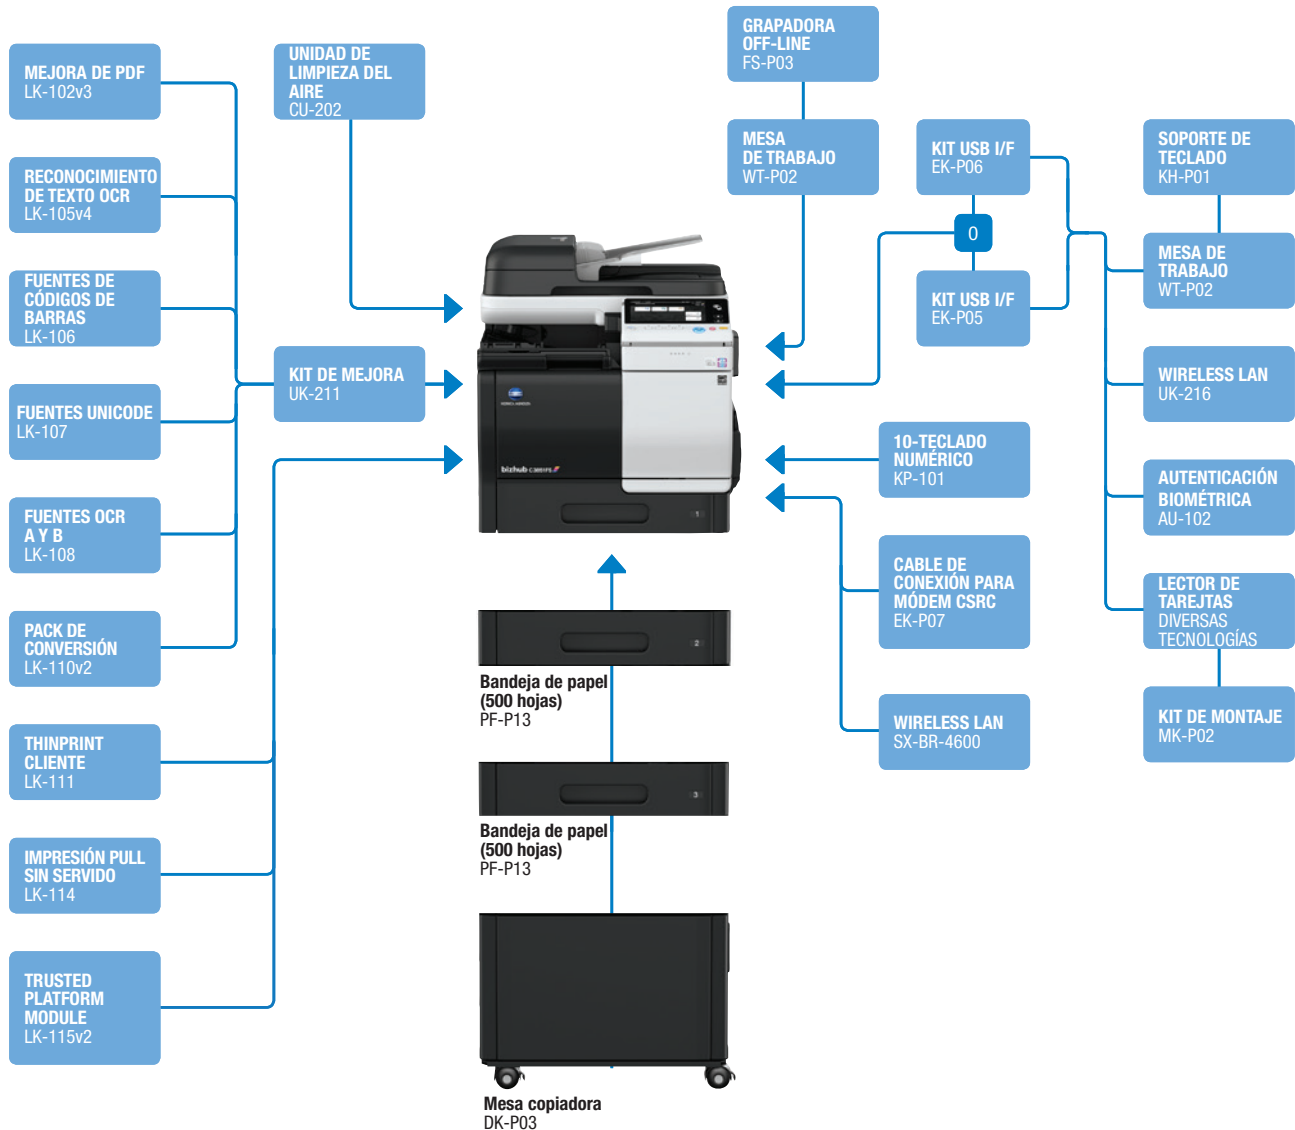 MEJORA DE PDF
LK-102v3
RECONOCIMIENTO
DE TEXTO OCR
LK-105v4
FUENTES DE
CÓDIGOS DE
BARRAS
LK-106
FUENTES UNICODE
LK-107
FUENTES OCR
A Y B
LK-108
PACK DE
CONVERSIÓN
LK-110v2
THINPRINT
CLIENTE
LK-111
IMPRESIÓN PULL
SIN SERVIDO
LK-114
TRUSTED
PLATFORM
MODULE
LK-115v2
UNIDAD DE
LIMPIEZA DEL
AIRE
CU-202
KIT DE MEJORA
UK-211
KONICA MINOLTA
bizhub C3851FS
1
2
Bandeja de papel
(500 hojas)
PF-P13
3
Bandeja de papel
(500 hojas)
PF-P13
Mesa copiadora
DK-P03
GRAPADORA
OFF-LINE
FS-P03
MESA
DE TRABAJO
WT-P02
KIT USB I/F
EK-P06
0
KIT USB I/F
EK-P05
10-TECLADO
NUMÉRICO
KP-101
CABLE DE
CONEXIÓN PARA
MÓDEM CSRC
EK-P07
WIRELESS LAN
SX-BR-4600
SOPORTE DE
TECLADO
KH-P01
MESA DE
TRABAJO
WT-P02
WIRELESS LAN
UK-216
AUTENTICACIÓN
BIOMÉTRICA
AU-102
LECTOR DE
TAREJTAS
DIVERSAS
TECNOLOGÍAS
KIT DE MONTAJE
MK-P02